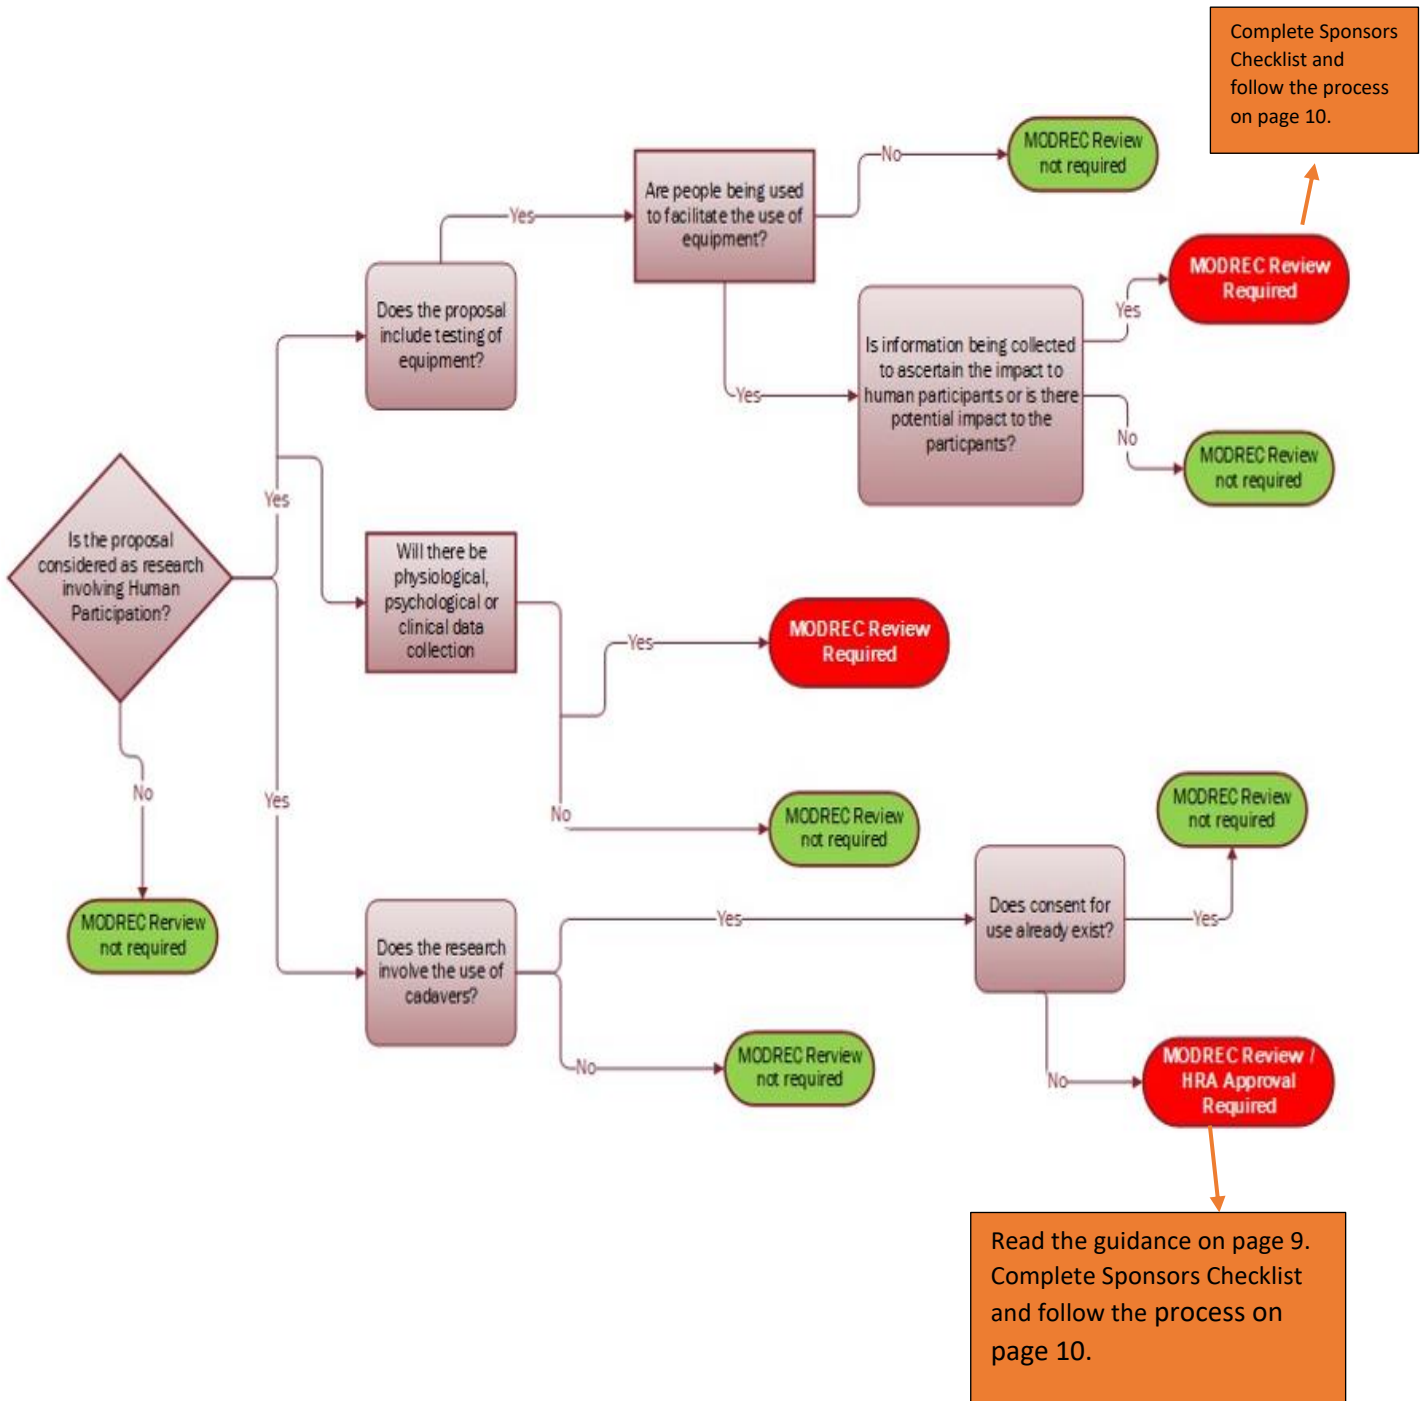 Complete Sponsors
Checklist and
follow the process
on page 10.
MODREC Review
not required
No
Are people being used
to facilitate the use of
equipment?
Yes
MODREC Review
Required
Does the proposal
include testing of
equipment?
Is information being collected
to ascertain the impact to
human participants or is there
potential impact to the
particpants?
Yes
Yes
No
MODREC Review
not required
Yes
Is the proposal
considered as research
involving Human
Participation?
Will there be
physiological,
psychological or
clinical data
collection
Yes
MODREC Review
Required
No
Yes
No
MODREC Review
not required
MODREC Review
not required
MODREC Rerview
not required
Does the research
involve the use of
cadavers?
Yes
Does consent for
use already exist?
Yes
No
MODREC Rerview
not required
No
MODREC Review /
HRA Approval
Required
Read the guidance on page 9.
Complete Sponsors Checklist
and follow the process on
page 10.